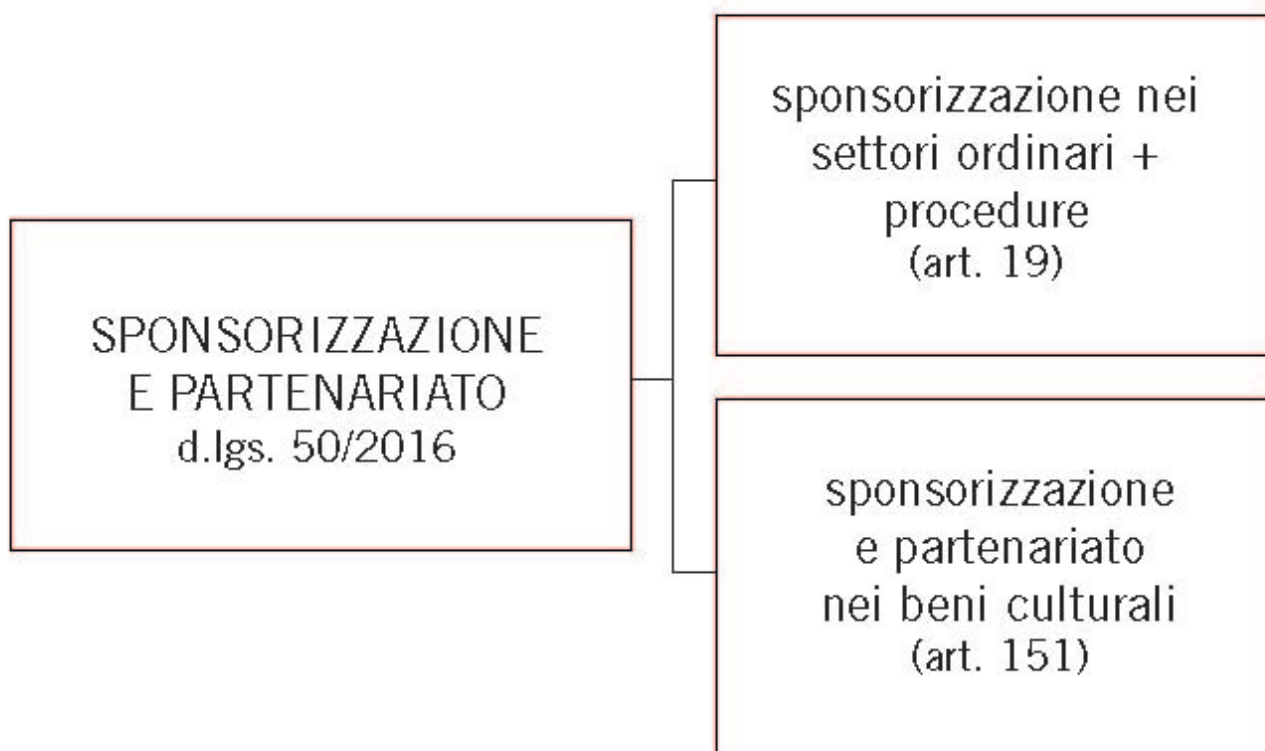 SPONSORIZZAZIONE
E PARTENARIATO
d.lgs. 50/2016
sponsorizzazione nei
settori ordinari +
procedure
(art. 19)
sponsorizzazione
e partenariato
nei beni culturali
(art. 151)